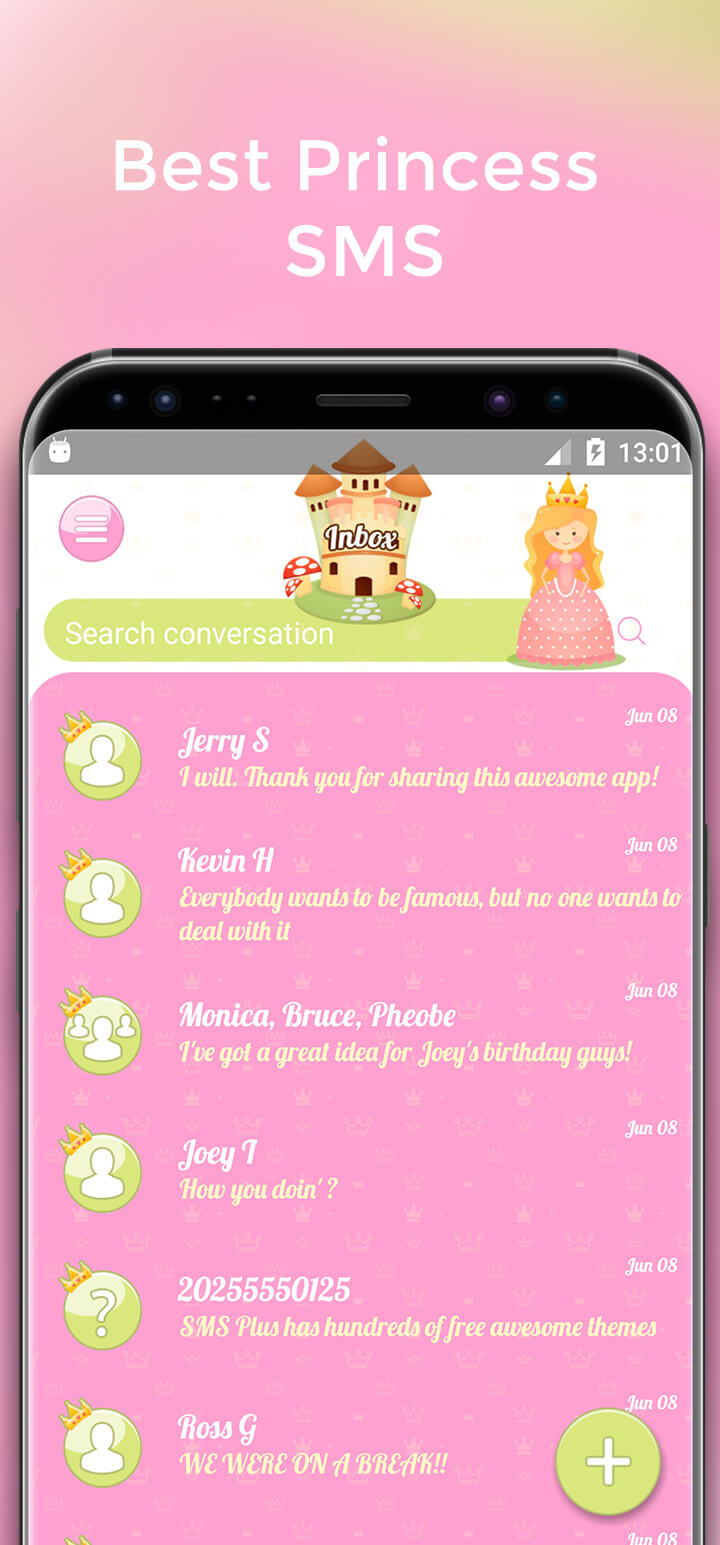 Best Princess
SMS
13:01
Inbox
Search conversation
Jun 08
Jerry S
I will. Thank you for sharing this awesome app!
Jun 08
Kevin H
Everybody wants to be famous, but no one wants to
deal with it
Jun 08
Monica, Bruce, Pheobe
I've got a great idea for Joey's birthday guys!
Jun 08
Joey T
How you doin' ?
Jun 08
20255550125
SMS Plus has hundreds of free awesome themes
Jun 08
Ross G
WE WERE ON A BREAK!!
Jun 08